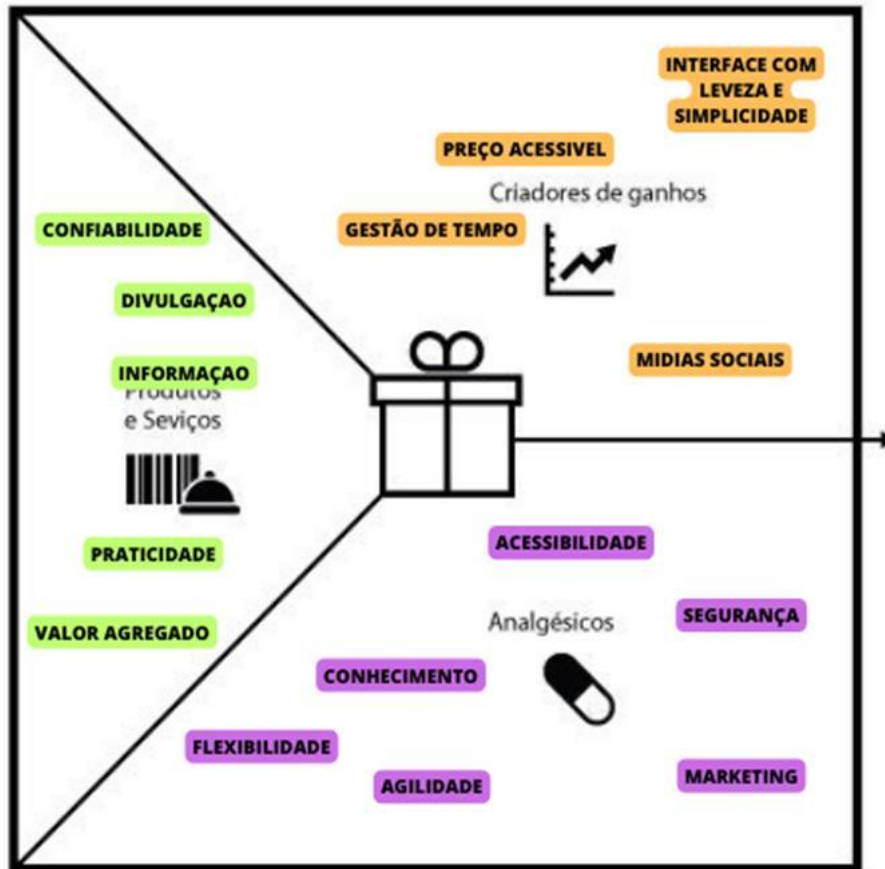 INTERFACE COM
LEVEZA E
SIMPLICIDADE
PREÇO ACESSIVEL
Criadores de ganhos
GESTÃO DE TEMPO
MIDIAS SOCIAIS
CONFIABILIDADE
DIVULGAÇAO
INFORMAÇAO
Produtos
e Seviços
PRATICIDADE
VALOR AGREGADO
ACESSIBILIDADE
SEGURANÇA
Analgésicos
CONHECIMENTO
FLEXIBILIDADE
AGILIDADE
MARKETING